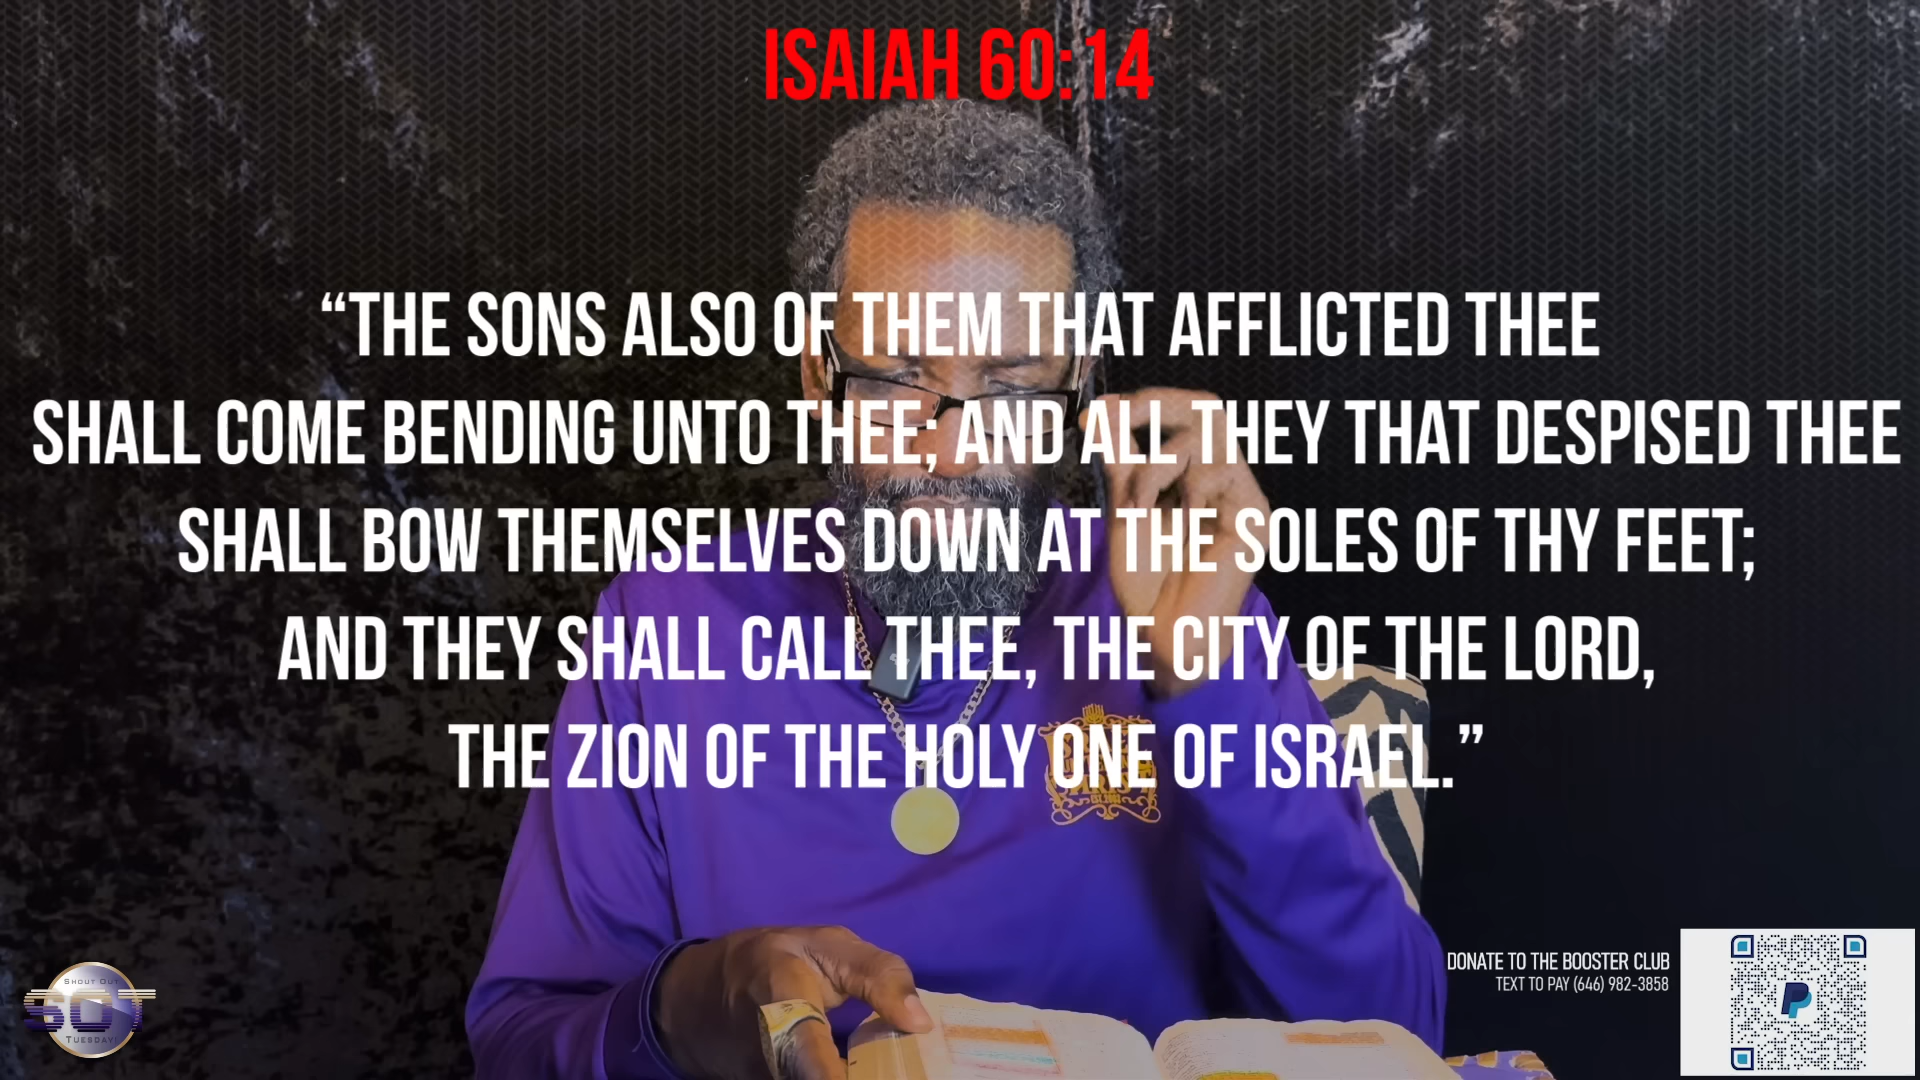 ISAIAH 60:14
“THE SONS ALSO OF THEM THAT AFFLICTED THEE
SHALL COME BENDING UNTO THEE; AND ALL THEY THAT DESPISED THEE
SHALL BOW THEMSELVES DOWN AT THE SOLES OF THY FEET;
AND THEY SHALL CALL THEE, THE CITY OF THE LORD,
THE ZION OF THE HOLY ONE OF ISRAEL.”
DONATE TO THE BOOSTER CLUB
TEXT TO PAY (646) 982-3858
SHOUT OUT
SOT
TUESDAY!